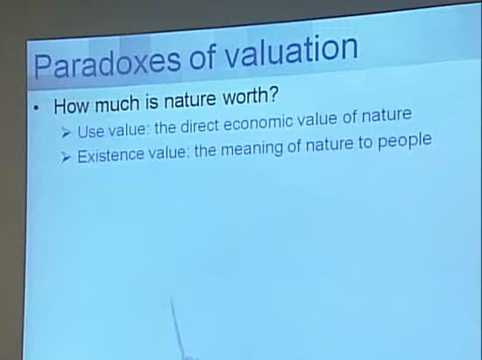 Paradoxes of valuation
• How much is nature worth?
➢ Use value: the direct economic value of nature
➢ Existence value: the meaning of nature to people